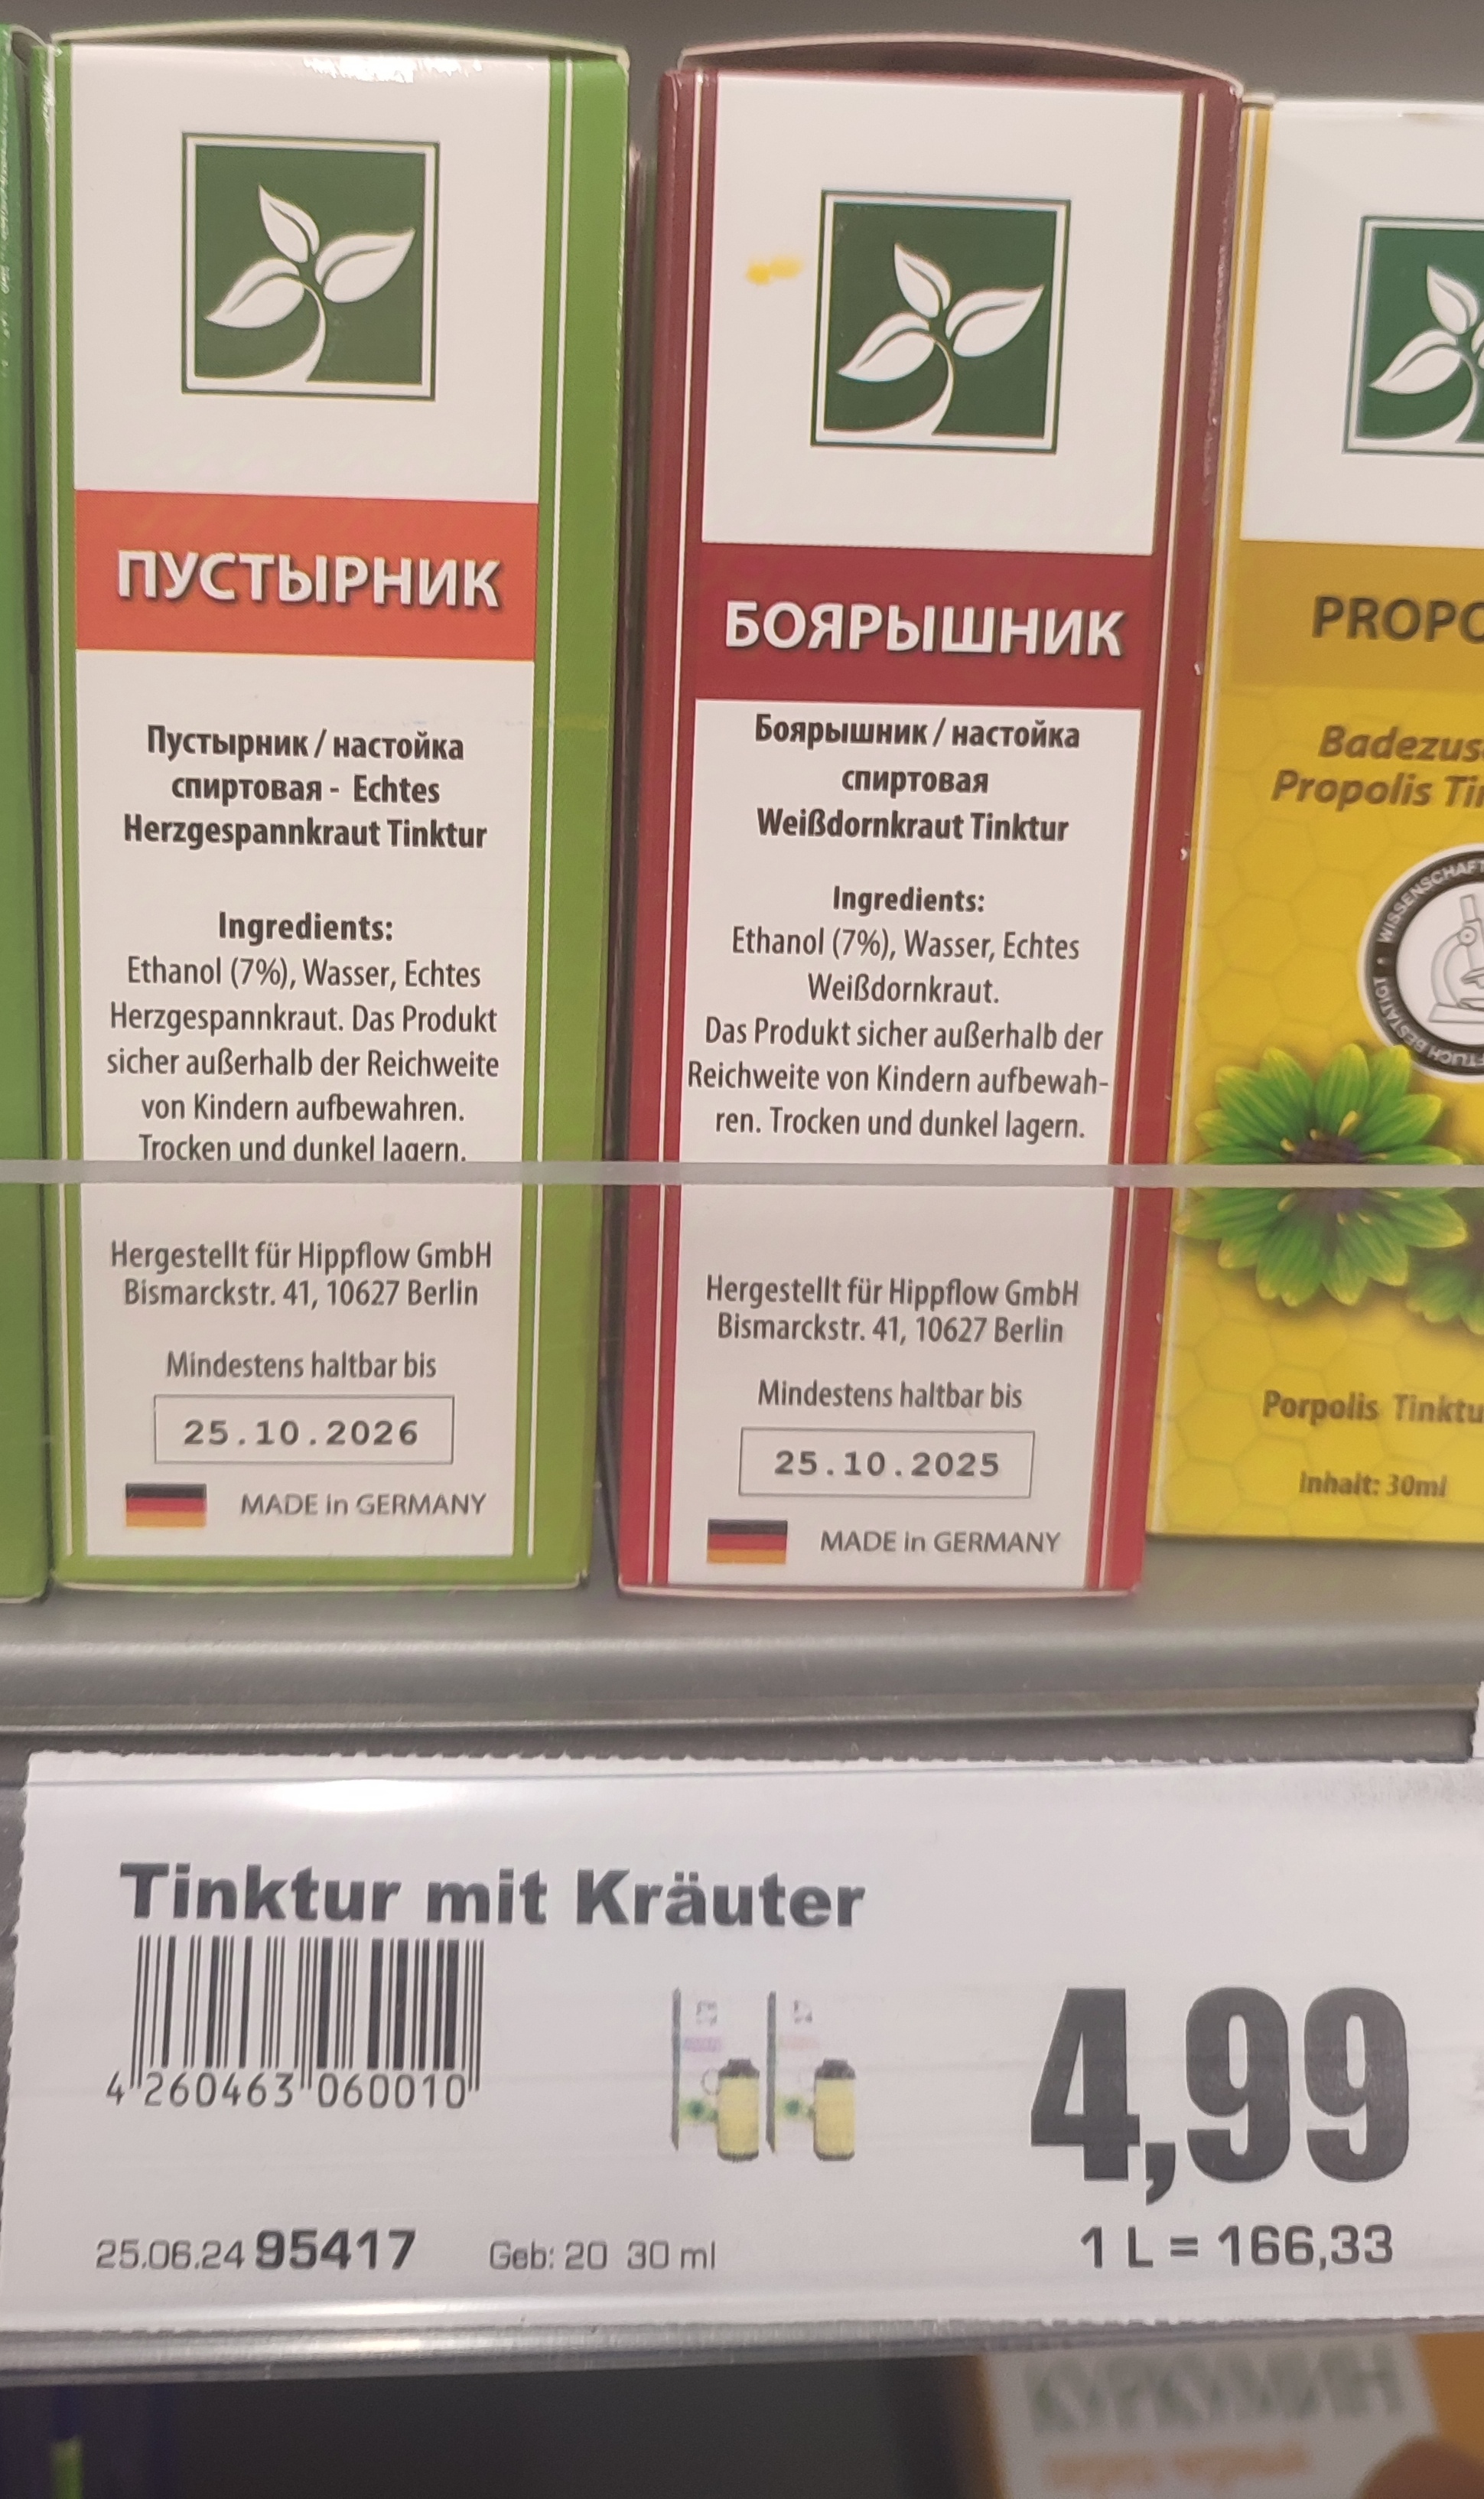 ПУСТЫРНИК
Пустырник / настойка
спиртовая - Echtes
Herzgespannkraut Tinktur
Ingredients:
Ethanol (7%), Wasser, Echtes
Herzgespannkraut. Das Produkt
sicher außerhalb der Reichweite
von Kindern aufbewahren.
Trocken und dunkel lagern.
Hergestellt für Hippflow GmbH
Bismarckstr. 41, 10627 Berlin
Mindestens haltbar bis
25.10.2026
MADE in GERMANY
БОЯРЫШНИК
Боярышник / настойка
спиртовая
Weißdornkraut Tinktur
Ingredients:
Ethanol (7%), Wasser, Echtes
Weißdornkraut.
Das Produkt sicher außerhalb der
Reichweite von Kindern aufbewah-
ren. Trocken und dunkel lagern.
Hergestellt für Hippflow GmbH
Bismarckstr. 41, 10627 Berlin
Mindestens haltbar bis
25.10.2025
MADE in GERMANY
PROPO
Badezus
Propolis Tin
WISSENSCHAFT
FTLICH BESTÄTIGT
Porpolis Tinktu
Inhalt: 30ml
Tinktur mit Kräuter
4 260463 060010
4,99
25.06.24 95417 Geb: 20 30 ml
1 L = 166,33